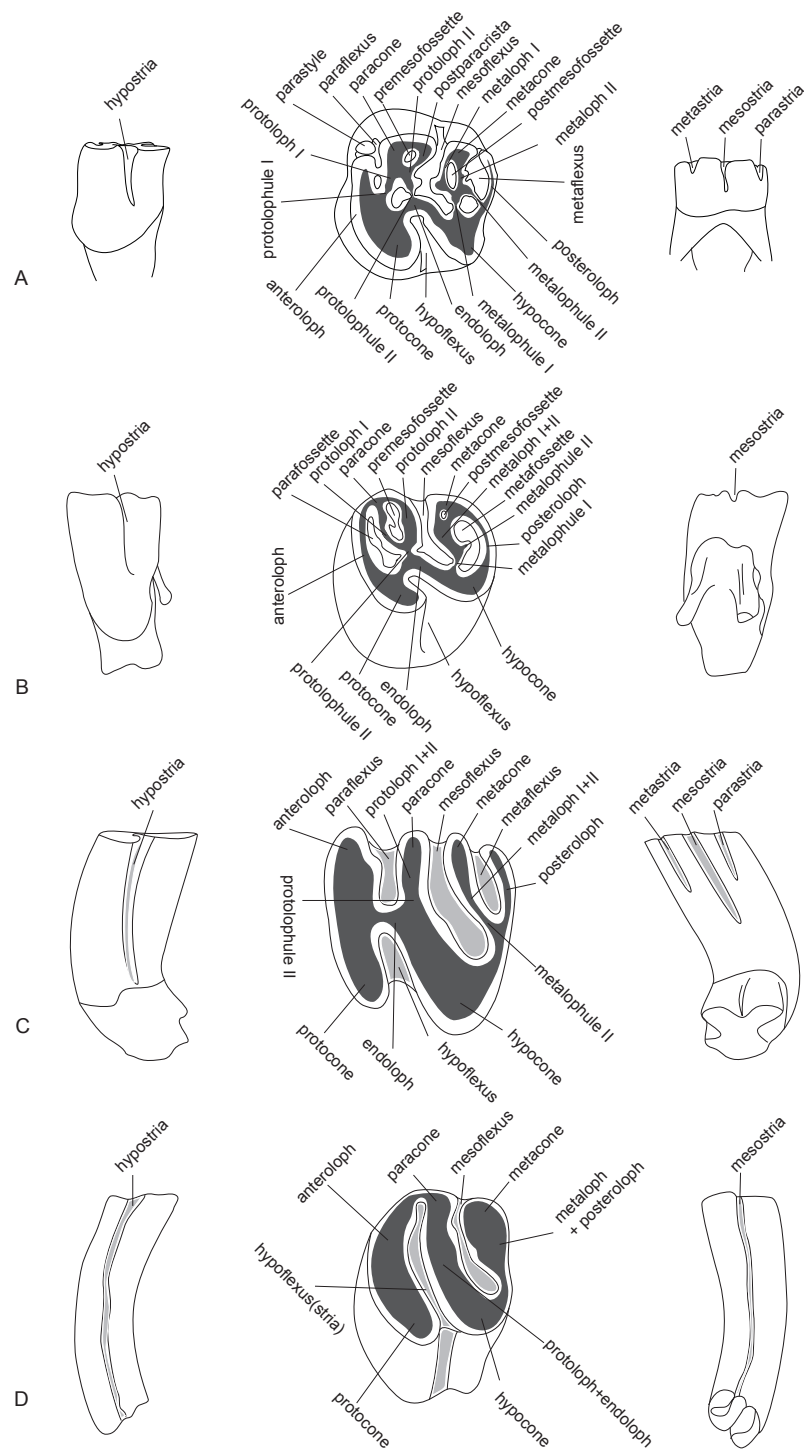 hypostria
parastyle
paraflexus
paracone
premesofossette
protoloph II
postparacrista
mesoflexus
metaloph I
metacone
postmesofossette
metaloph II
metaflexus
posteroloph
metalophule II
hypocone
metalophule I
endoloph
hypoflexus
protocone
protolophule II
anteroloph
protolophule I
protoloph I
metastria
mesostria
parastria
A
hypostria
parafossette
protoloph I
paracone
premesofossette
protoloph II
mesoflexus
metacone
postmesofossette
metaloph I+II
metafossette
metalophule II
posteroloph
metalophule I
hypocone
hypoflexus
endoloph
protocone
protolophule II
anteroloph
mesostria
B
hypostria
anteroloph
paraflexus
protoloph I+II
paracone
mesoflexus
metacone
metaflexus
metaloph I+II
posteroloph
metalophule II
hypocone
hypoflexus
endoloph
protocone
protolophule II
metastria
mesostria
parastria
C
hypostria
anteroloph
paracone
mesoflexus
metacone
metaloph
+ posteroloph
protoloph+endoloph
hypocone
protocone
hypoflexus(stria)
mesostria
D